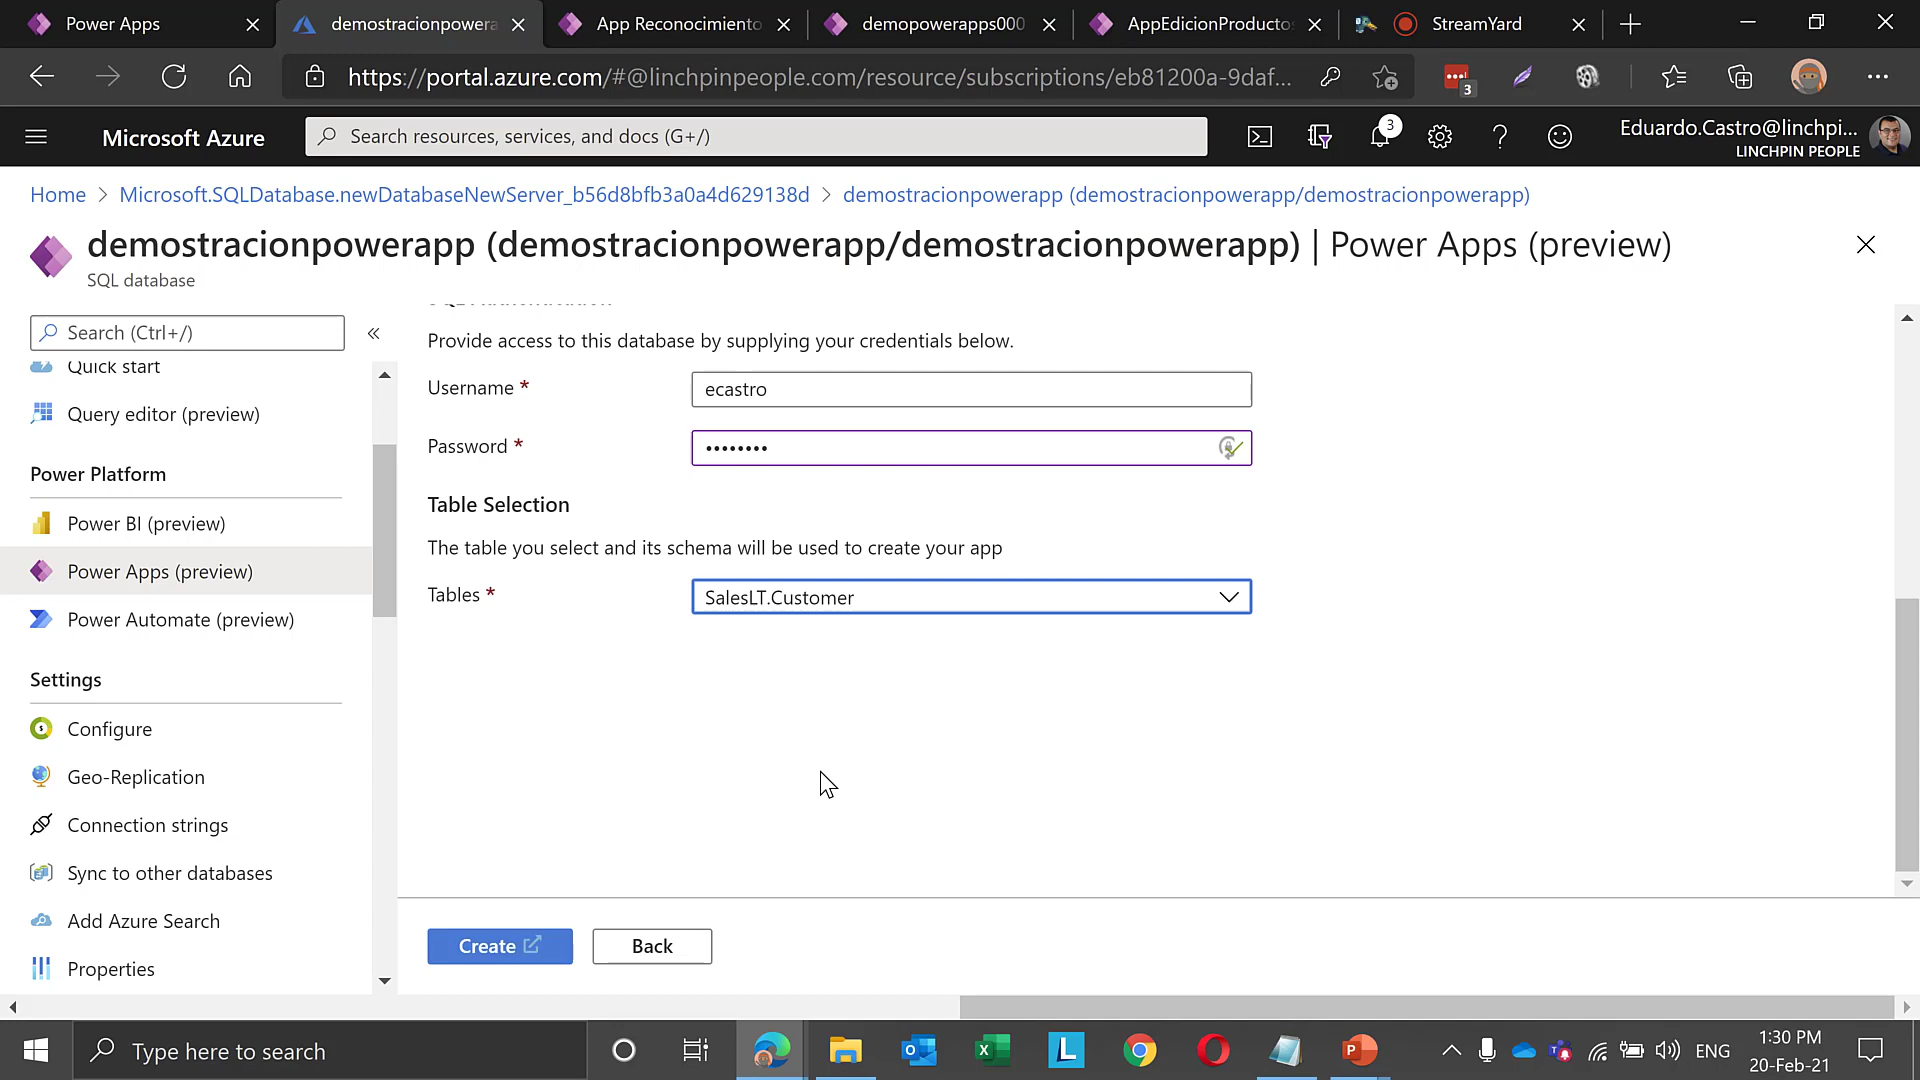 Power Apps
demostracionpowera
App Reconocimiento
demopowerapps000
AppEdicionProducto
StreamYard
https://portal.azure.com/#@linchpinpeople.com/resource/subscriptions/eb81200a-9daf...
3
Microsoft Azure
Search resources, services, and docs (G+/)
3
Eduardo.Castro@linchpi...
LINCHPIN PEOPLE
Home > Microsoft.SQLDatabase.newDatabaseNewServer_b56d8bfb3a0a4d629138d > demostracionpowerapp (demostracionpowerapp/demostracionpowerapp)
demostracionpowerapp (demostracionpowerapp/demostracionpowerapp) | Power Apps (preview)
SQL database
Search (Ctrl+/)
«
Quick start
Query editor (preview)
Power Platform
Power BI (preview)
Power Apps (preview)
Power Automate (preview)
Settings
Configure
Geo-Replication
Connection strings
Sync to other databases
Add Azure Search
Properties
Provide access to this database by supplying your credentials below.
Username *
ecastro
Password *
••••••••
Table Selection
The table you select and its schema will be used to create your app
Tables *
SalesLT.Customer
Create
Back
Type here to search
ENG
1:30 PM
20-Feb-21